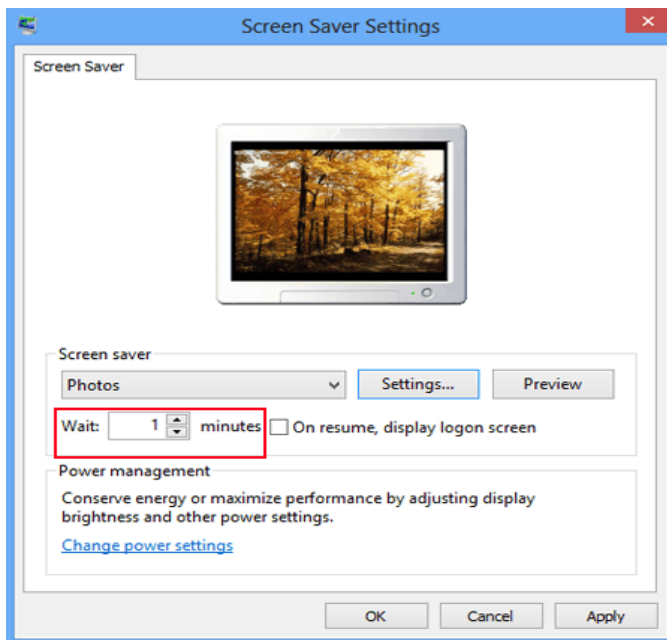 Screen Saver Settings
Screen Saver
Screen saver
Photos
Settings...
Preview
Wait: 1 minutes
On resume, display logon screen
Power management
Conserve energy or maximize performance by adjusting display
brightness and other power settings.
Change power settings
OK
Cancel
Apply